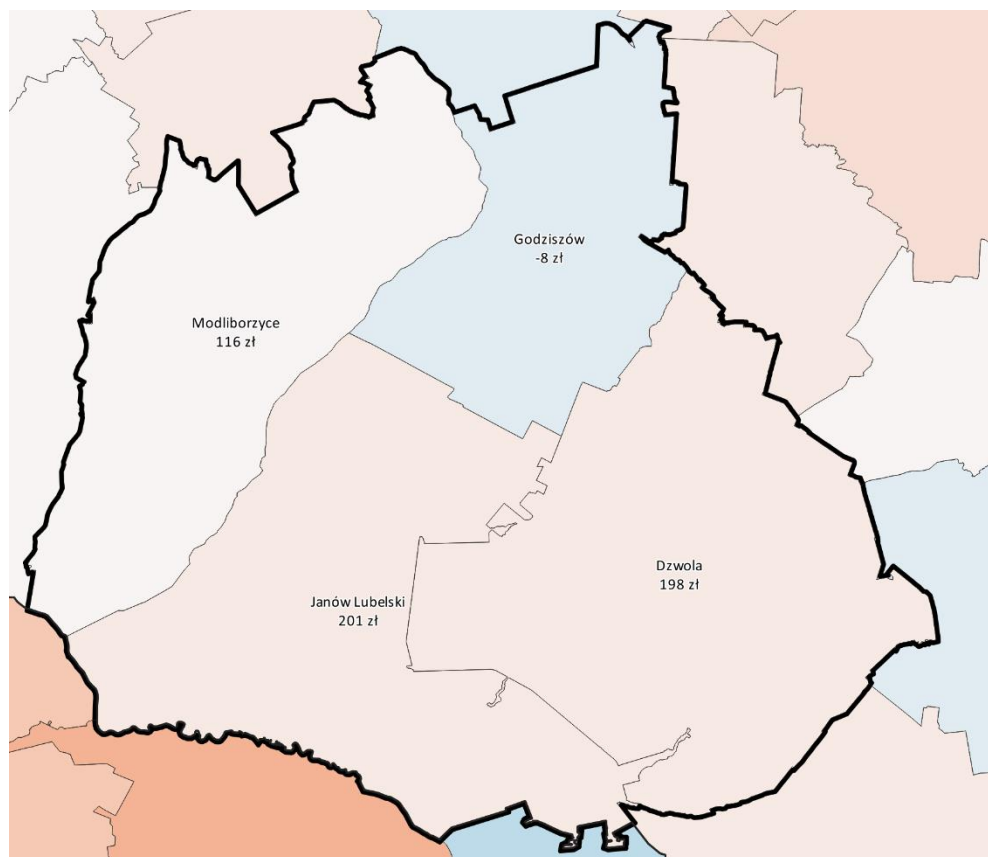 Godziszów
-8 zł
Modliborzyce
116 zł
Dzwola
198 zł
Janów Lubelski
201 zł